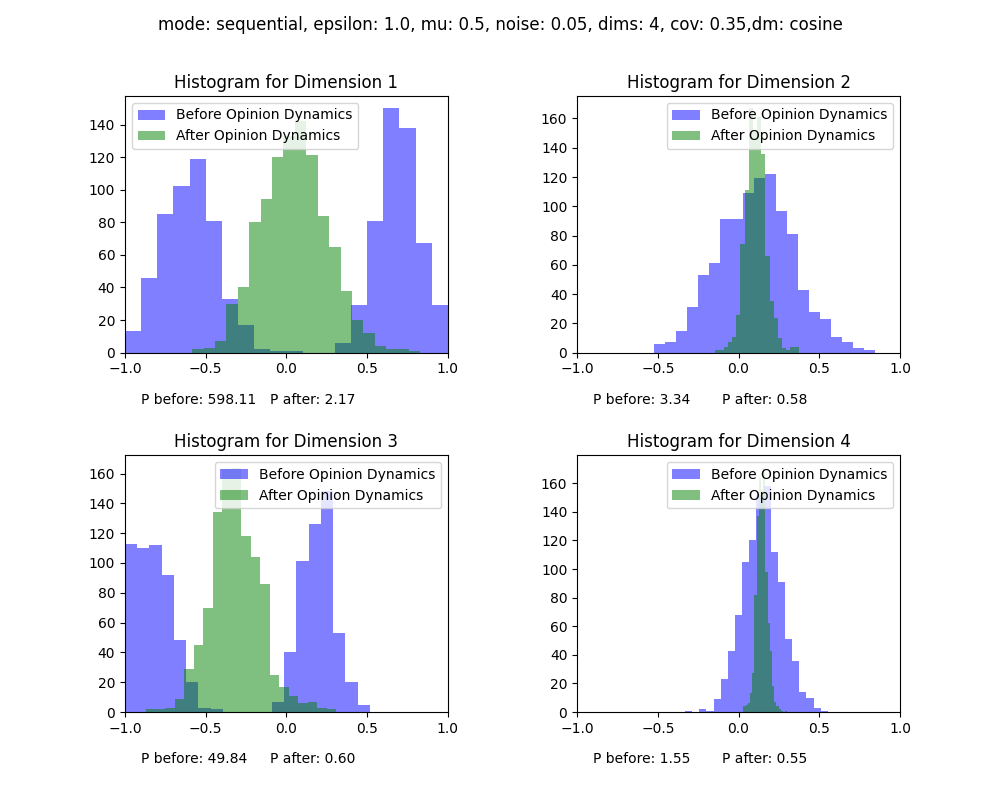 mode: sequential, epsilon: 1.0, mu: 0.5, noise: 0.05, dims: 4, cov: 0.35,dm: cosine
Histogram for Dimension 1
Before Opinion Dynamics
After Opinion Dynamics
140
120
100
80
60
40
20
0
−1.0 −0.5 0.0 0.5 1.0
P before: 598.11 P after: 2.17
Histogram for Dimension 2
Before Opinion Dynamics
After Opinion Dynamics
160
140
120
100
80
60
40
20
0
−1.0 −0.5 0.0 0.5 1.0
P before: 3.34 P after: 0.58
Histogram for Dimension 3
Before Opinion Dynamics
After Opinion Dynamics
160
140
120
100
80
60
40
20
0
−1.0 −0.5 0.0 0.5 1.0
P before: 49.84 P after: 0.60
Histogram for Dimension 4
Before Opinion Dynamics
After Opinion Dynamics
160
140
120
100
80
60
40
20
0
−1.0 −0.5 0.0 0.5 1.0
P before: 1.55 P after: 0.55